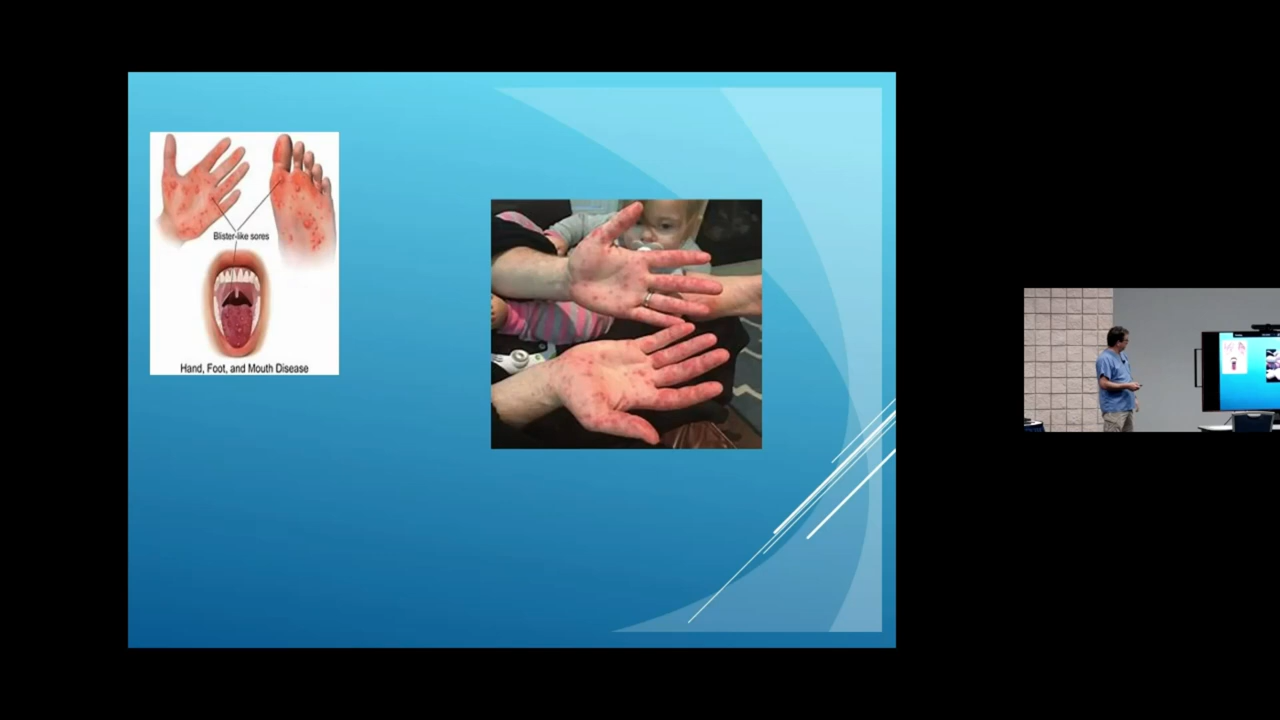 Blister-like sores
Hand, Foot, and Mouth Disease